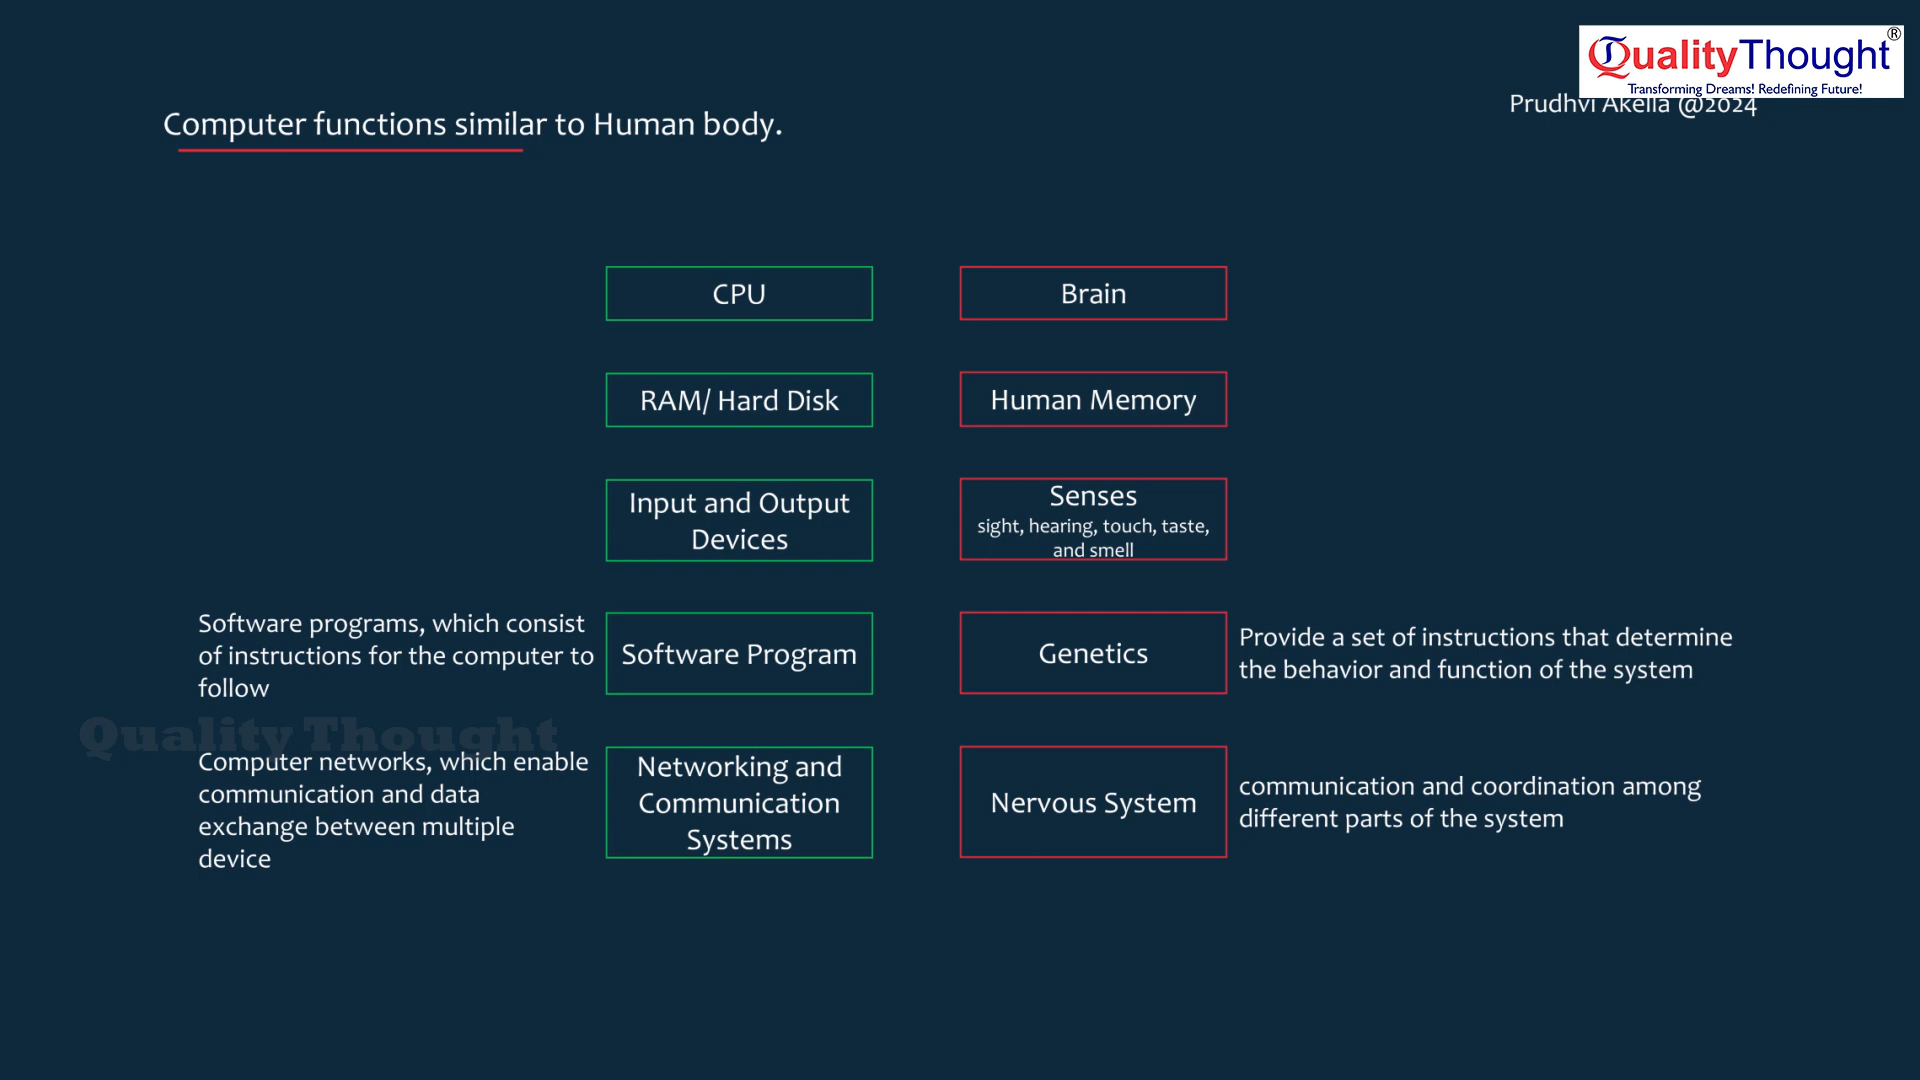 QualityThought®
Transforming Dreams! Redefining Future!
Prudhvi Akella @2024
Computer functions similar to Human body.
CPU
Brain
RAM/ Hard Disk
Human Memory
Input and Output
Devices
Senses
sight, hearing, touch, taste,
and smell
Software programs, which consist
of instructions for the computer to
follow
Software Program
Genetics
Provide a set of instructions that determine
the behavior and function of the system
Quality Thought
Computer networks, which enable
communication and data
exchange between multiple
device
Networking and
Communication
Systems
Nervous System
communication and coordination among
different parts of the system